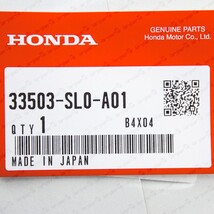 HONDA
GENUINE PARTS
Honda Motor Co., Ltd.
33503-SL0-A01
QTY 1
B4X04
MADE IN JAPAN